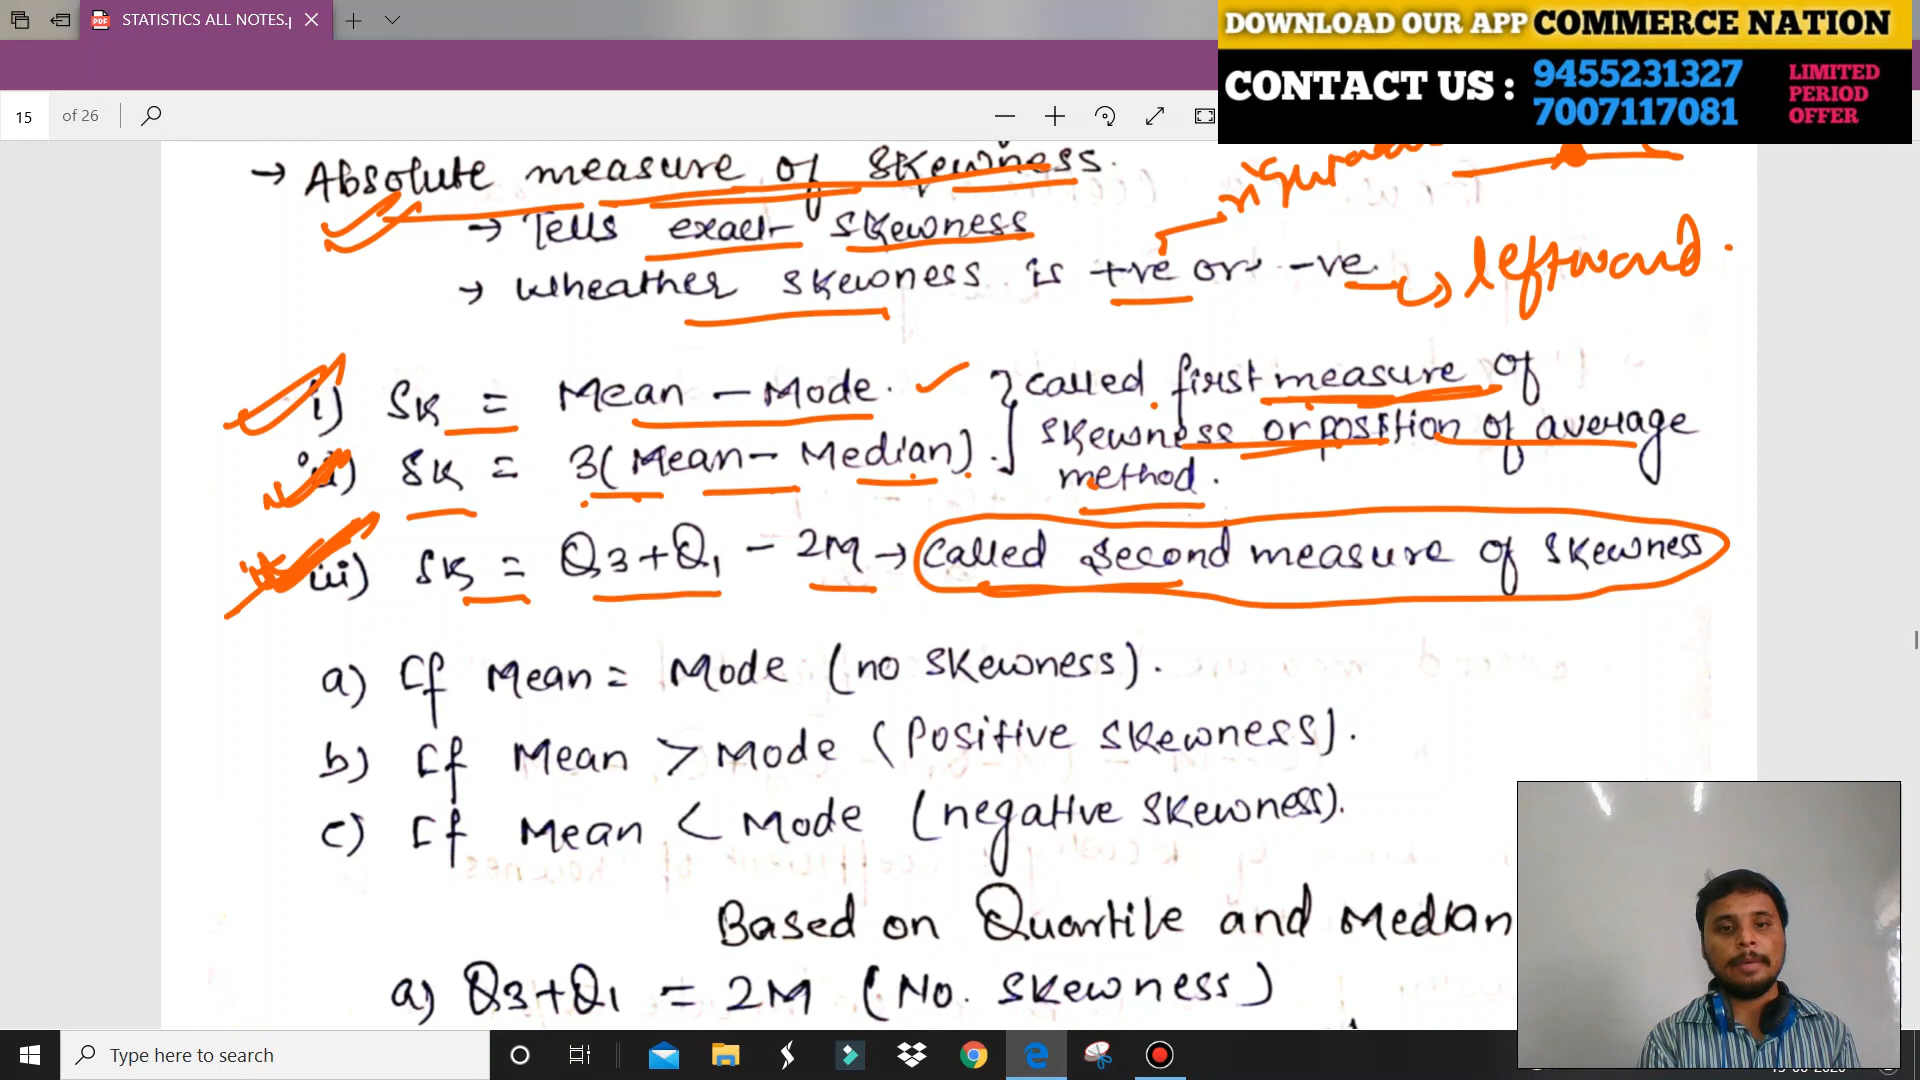 STATISTICS ALL NOTES.p
DOWNLOAD OUR APP COMMERCE NATION
CONTACT US : 9455231327
7007117081
LIMITED
PERIOD
OFFER
15 of 26
→ Absolute measure of Skewness.
→ Tells exact Skewness
→ Wheather skewness is +ve or -ve. → leftward.
i) SK = Mean - Mode.
ii) SK = 3(Mean - Median).
called first measure of
skewness or position of average
method.
iii) SK = Q3+Q1 - 2M → called second measure of skewness
a) If Mean = Mode (no skewness).
b) If Mean > Mode (Positive skewness).
c) If Mean < Mode (negative skewness).
Based on Quartile and Median
a) Q3+Q1 = 2M (No. skewness)
Type here to search